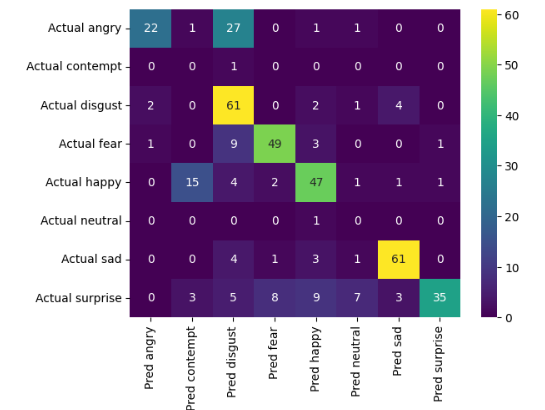 Actual angry 22 1 27 0 1 1 0 0
Actual contempt 0 0 1 0 0 0 0 0
Actual disgust 2 0 61 0 2 1 4 0
Actual fear 1 0 9 49 3 0 0 1
Actual happy 0 15 4 2 47 1 1 1
Actual neutral 0 0 0 0 1 0 0 0
Actual sad 0 0 4 1 3 1 61 0
Actual surprise 0 3 5 8 9 7 3 35
Pred angry
Pred contempt
Pred disgust
Pred fear
Pred happy
Pred neutral
Pred sad
Pred surprise
60
50
40
30
20
10
0